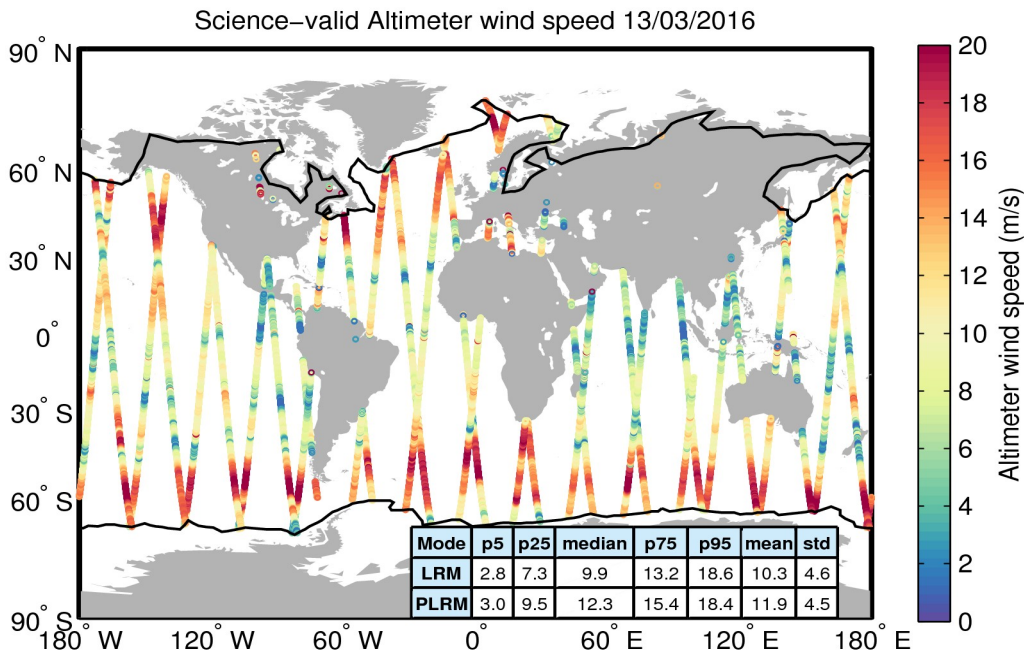 Science−valid Altimeter wind speed 13/03/2016
90° N
60° N
30° N
0°
30° S
60° S
90° S
180° W
120° W
60° W
0°
60° E
120° E
180° E
Mode p5 p25 median p75 p95 mean std
LRM 2.8 7.3 9.9 13.2 18.6 10.3 4.6
PLRM 3.0 9.5 12.3 15.4 18.4 11.9 4.5
20
18
16
14
12
10
8
6
4
2
0
Altimeter wind speed (m/s)